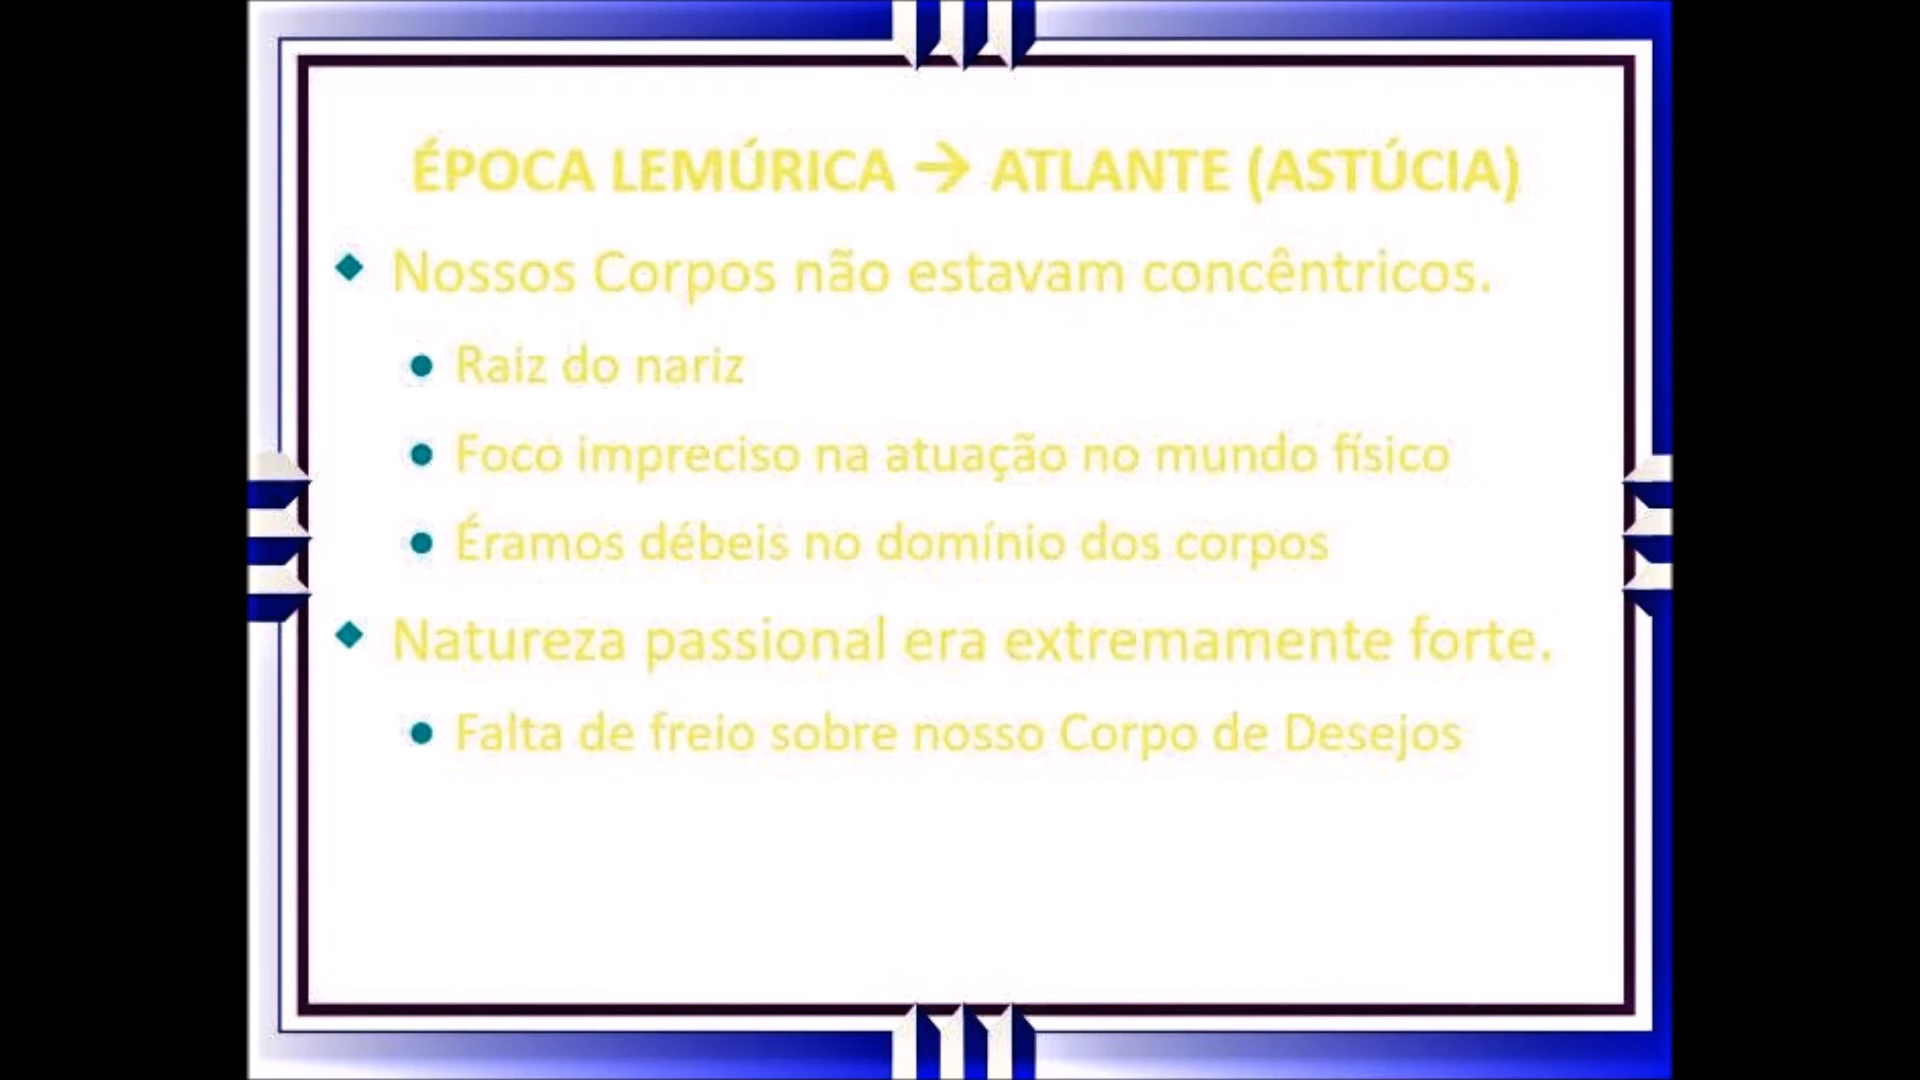 ÉPOCA LEMÚRICA → ATLANTE (ASTÚCIA)
Nossos Corpos não estavam concêntricos.
Raiz do nariz
Foco impreciso na atuação no mundo físico
Éramos débeis no domínio dos corpos
Natureza passional era extremamente forte.
Falta de freio sobre nosso Corpo de Desejos